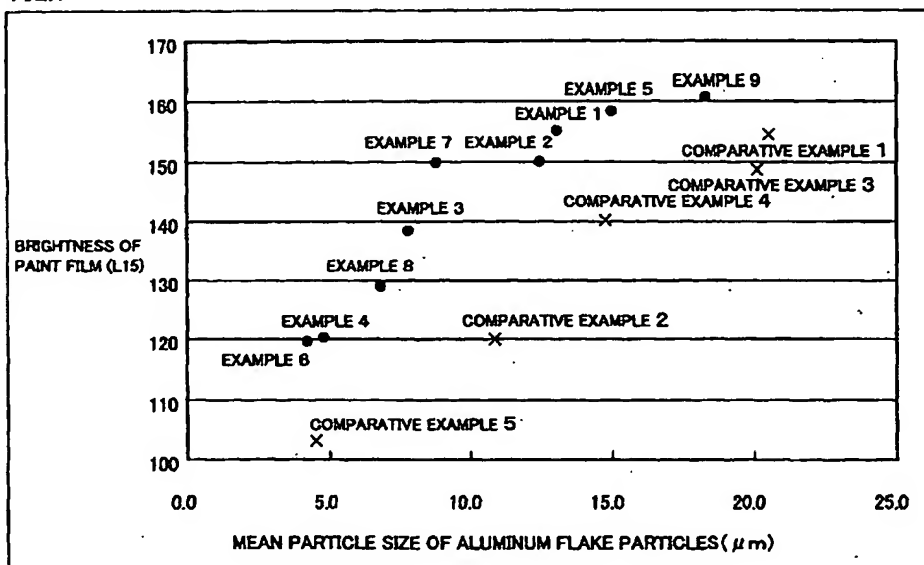 170
160
150
140
130
120
110
100
BRIGHTNESS OF
PAINT FILM (L15)
EXAMPLE 5
EXAMPLE 9
EXAMPLE 1
EXAMPLE 7
EXAMPLE 2
COMPARATIVE EXAMPLE 1
COMPARATIVE EXAMPLE 3
COMPARATIVE EXAMPLE 4
EXAMPLE 3
EXAMPLE 8
EXAMPLE 4
COMPARATIVE EXAMPLE 2
EXAMPLE 6
COMPARATIVE EXAMPLE 5
0.0 5.0 10.0 15.0 20.0 25.0
MEAN PARTICLE SIZE OF ALUMINUM FLAKE PARTICLES (μm)